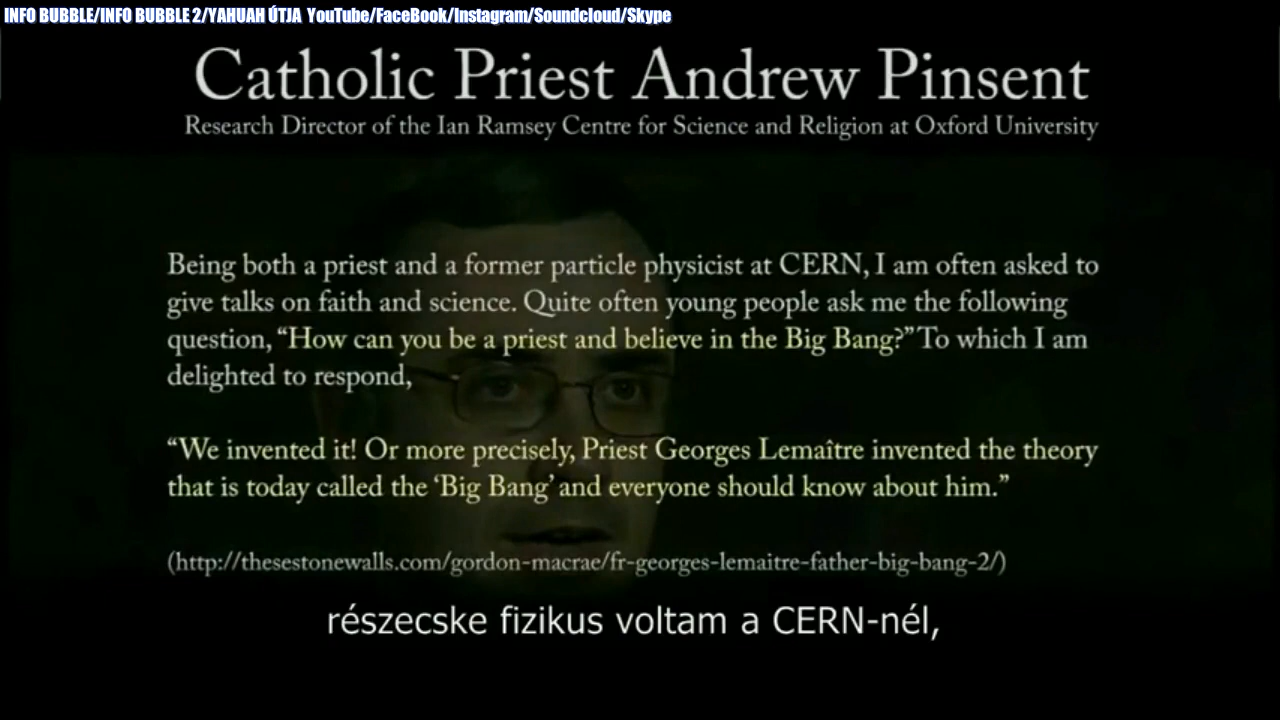 INFO BUBBLE/INFO BUBBLE 2/YAHUAH ÚTJA YouTube/FaceBook/Instagram/Soundcloud/Skype
Catholic Priest Andrew Pinsent
Research Director of the Ian Ramsey Centre for Science and Religion at Oxford University
Being both a priest and a former particle physicist at CERN, I am often asked to
give talks on faith and science. Quite often young people ask me the following
question, “How can you be a priest and believe in the Big Bang?” To which I am
delighted to respond,
“We invented it! Or more precisely, Priest Georges Lemaître invented the theory
that is today called the ‘Big Bang’ and everyone should know about him.”
(http://thesestonewalls.com/gordon-macrae/fr-georges-lemaitre-father-big-bang-2/)
részecske fizikus voltam a CERN-nél,